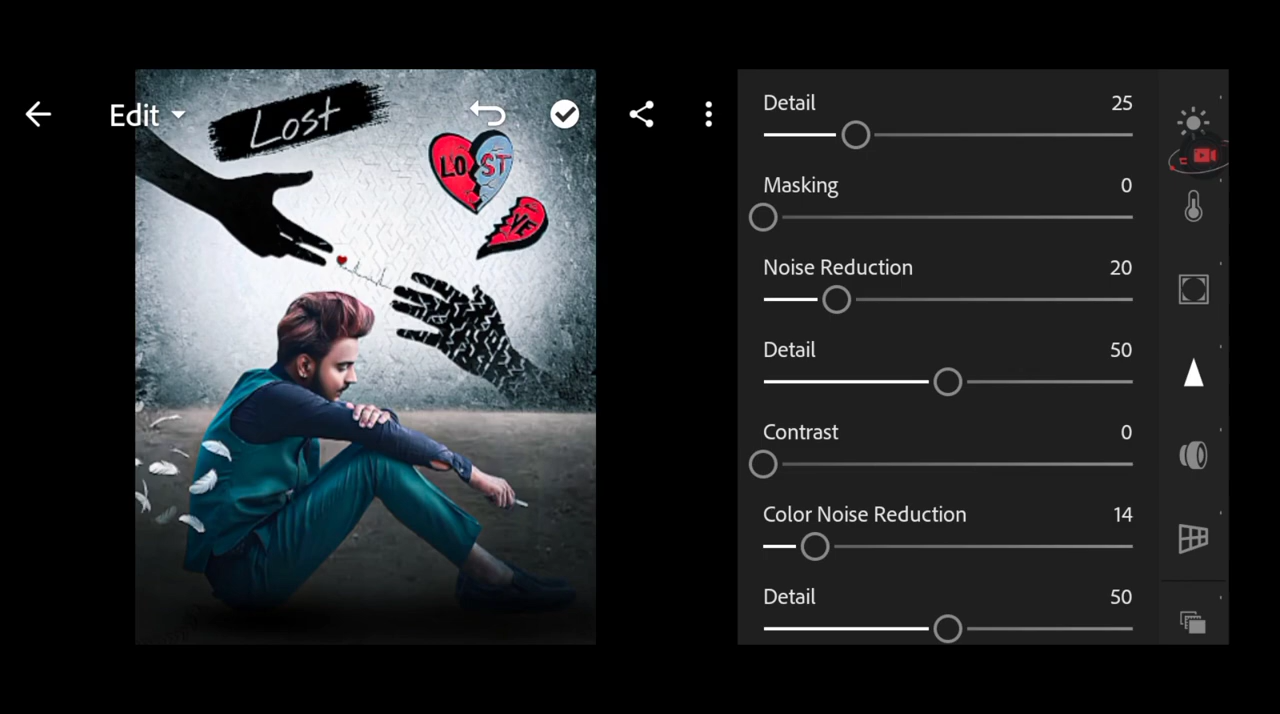 Edit
Lost
LO ST
VE
Detail 25
Masking 0
Noise Reduction 20
Detail 50
Contrast 0
Color Noise Reduction 14
Detail 50